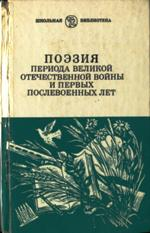 ШКОЛЬНАЯ БИБЛИОТЕКА
ПОЭЗИЯ
ПЕРИОДА ВЕЛИКОЙ
ОТЕЧЕСТВЕННОЙ ВОЙНЫ
И ПЕРВЫХ
ПОСЛЕВОЕННЫХ ЛЕТ